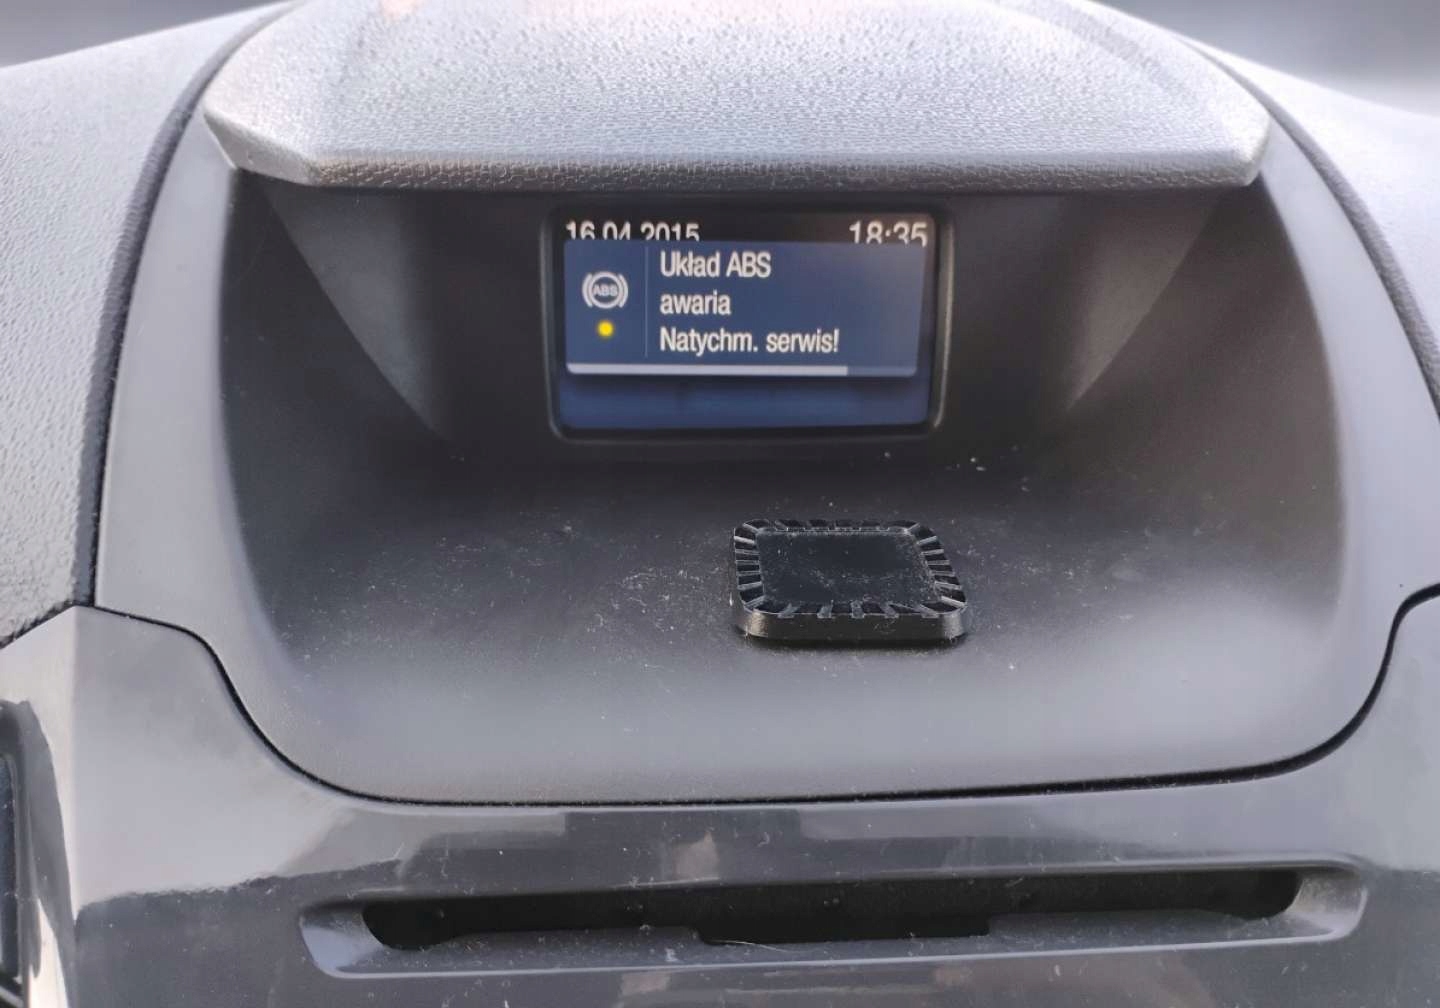 16.04.2015 18:35
Układ ABS
ABS
awaria
Natychm. serwis!